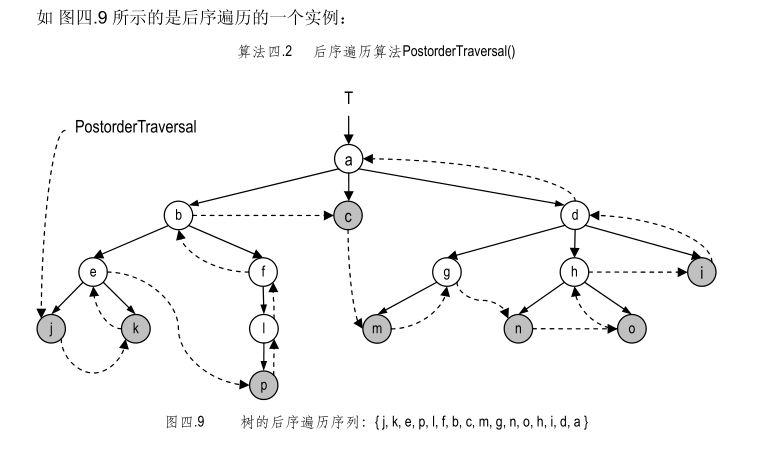 如 图四.9 所示的是后序遍历的一个实例：
算法四.2 后序遍历算法PostorderTraversal()
T
PostorderTraversal
a
b c d
e f g h i
j k l m n o
p
图四.9 树的后序遍历序列：{ j, k, e, p, l, f, b, c, m, g, n, o, h, i, d, a }